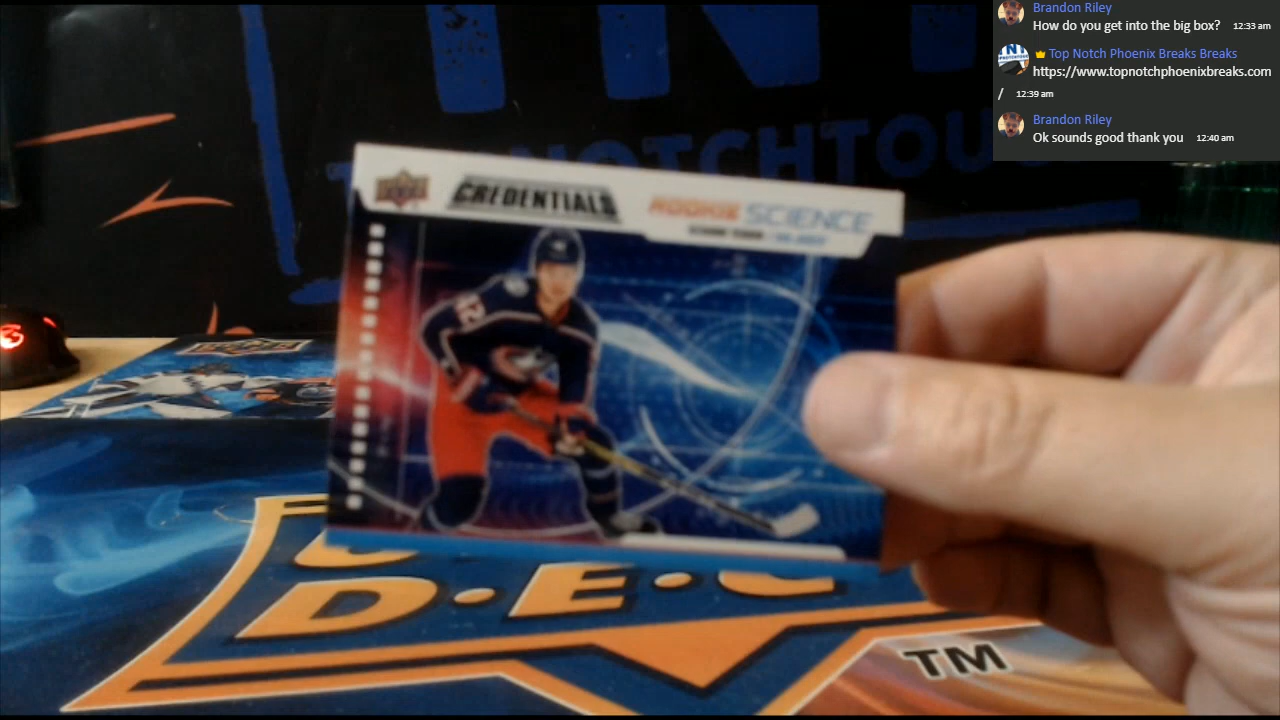 Brandon Riley
How do you get into the big box? 12:33 am
Top Notch Phoenix Breaks Breaks
https://www.topnotchphoenixbreaks.com
/ 12:39 am
Brandon Riley
Ok sounds good thank you 12:40 am
NOTCHTOU
CREDENTIALS
ROOKIE SCIENCE
D.E.C
TM